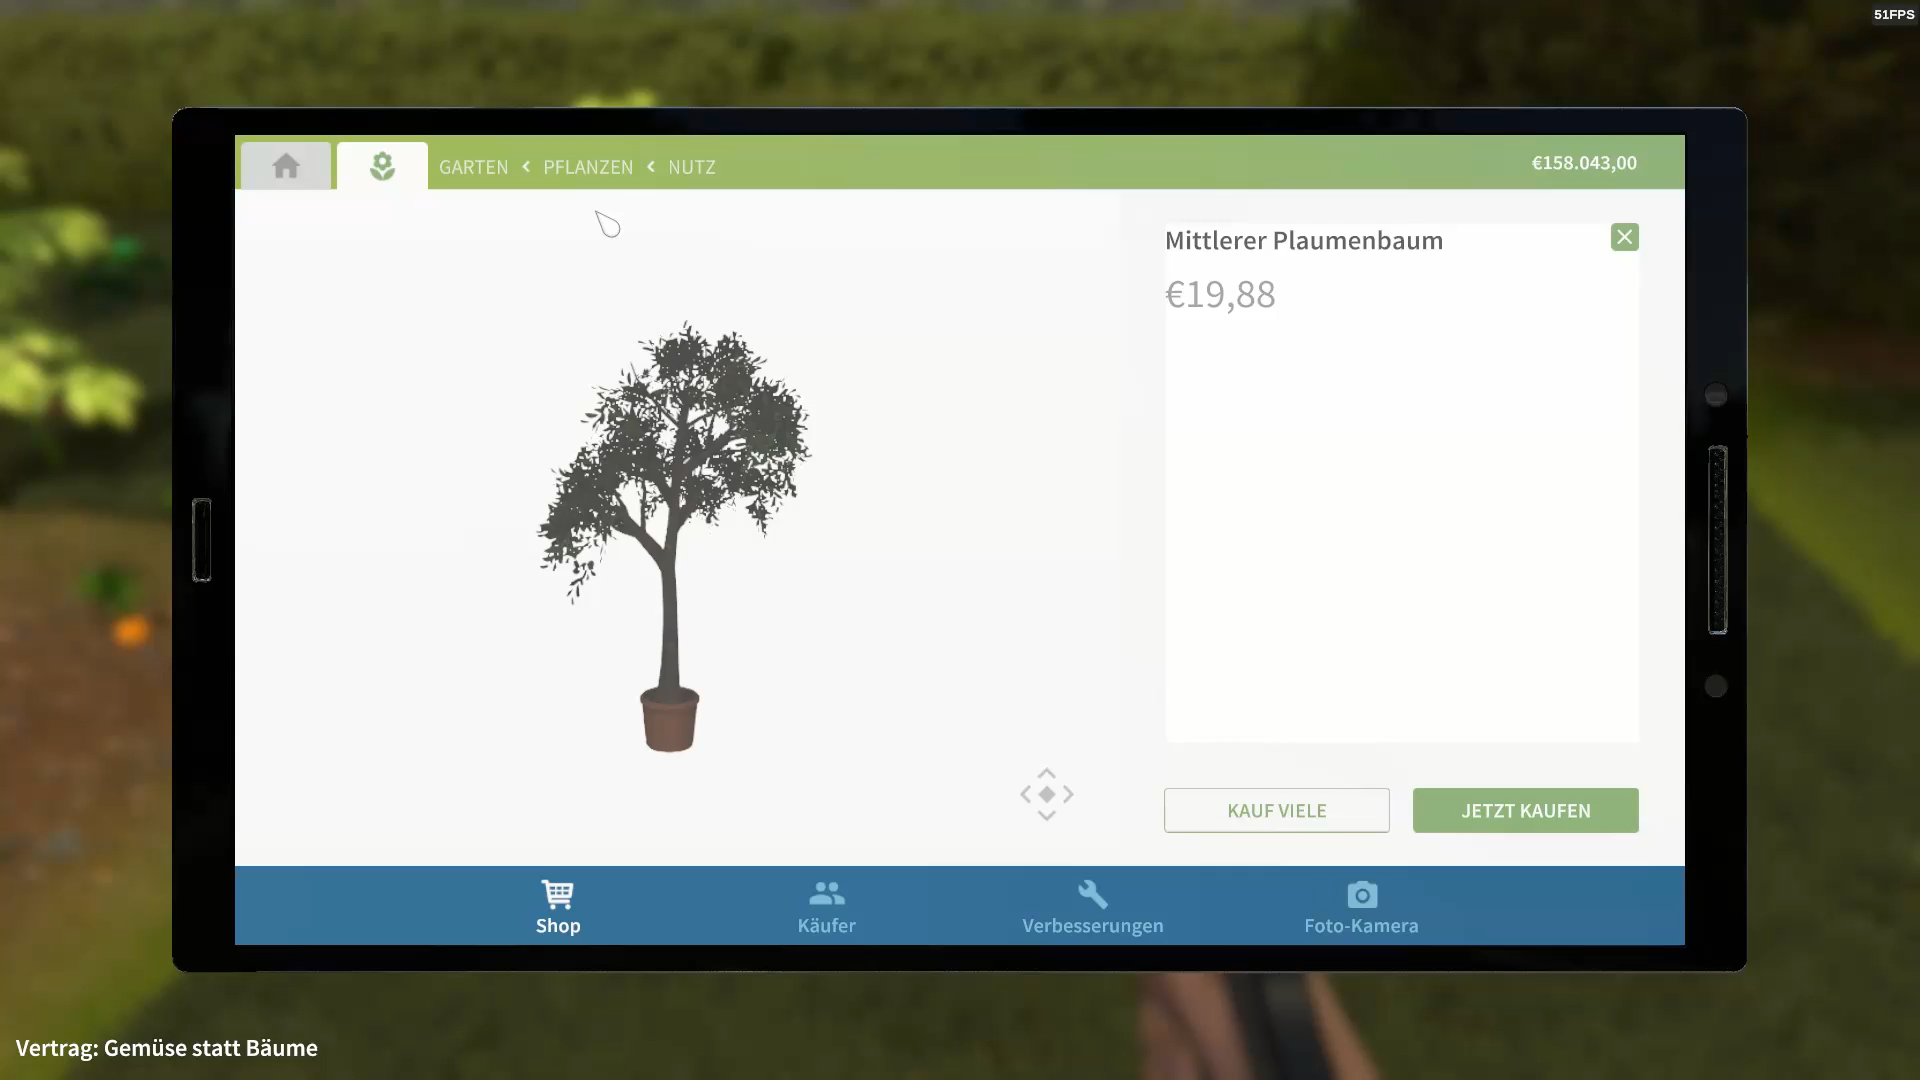 51FPS
GARTEN < PFLANZEN < NUTZ
€158.043,00
Mittlerer Plaumenbaum
€19,88
KAUF VIELE
JETZT KAUFEN
Shop
Käufer
Verbesserungen
Foto-Kamera
Vertrag: Gemüse statt Bäume